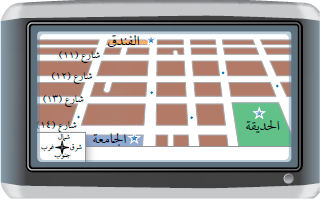 الفندق
شارع (١١)
شارع (١٢)
شارع (١٣)
شارع (١٤)
الحديقة
الجامعة
شمال
شرق
غرب
جنوب